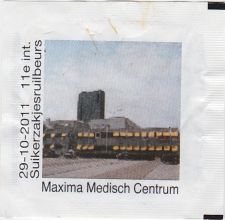 29-10-2011 11e int.
Suikerzakjesruilbeurs
Maxima Medisch Centrum